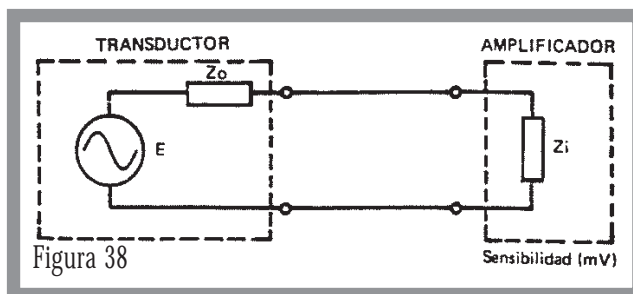 TRANSDUCTOR
AMPLIFICADOR
Zo
E
Zi
Figura 38
Sensibilidad (mV)